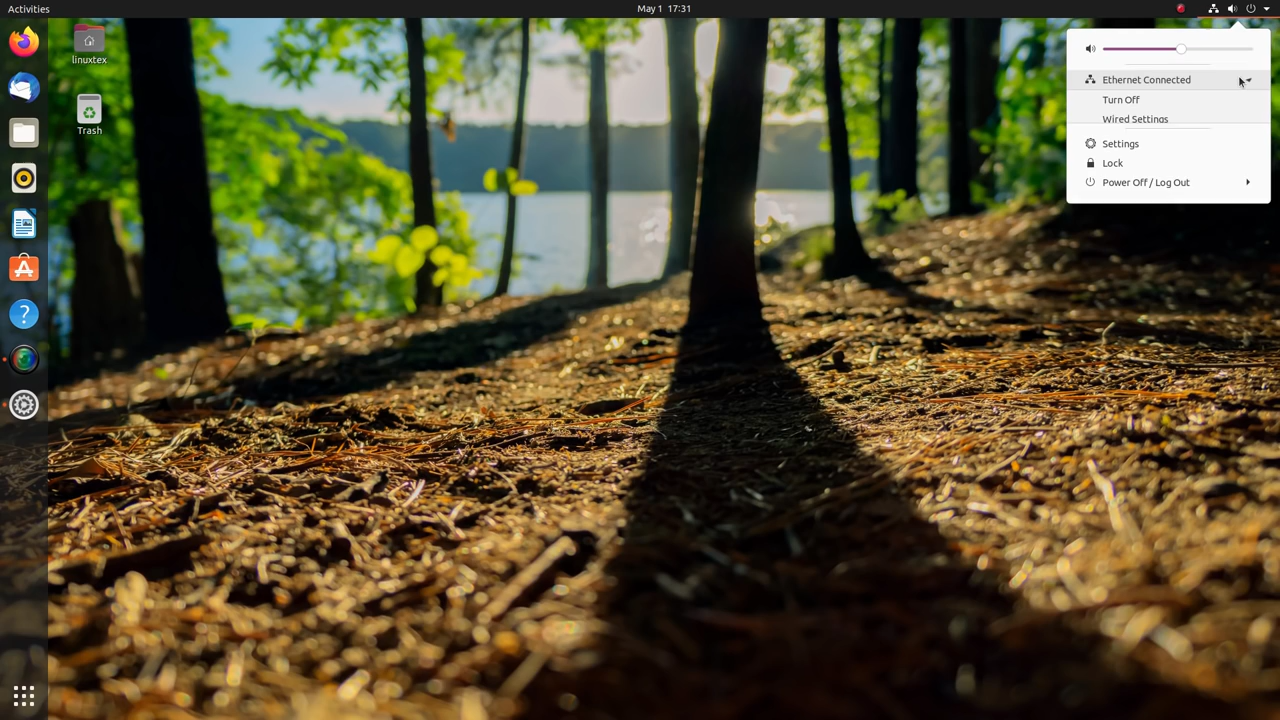 Activities
May 1 17:31
linuxtex
Trash
Ethernet Connected
Turn Off
Wired Settings
Settings
Lock
Power Off / Log Out